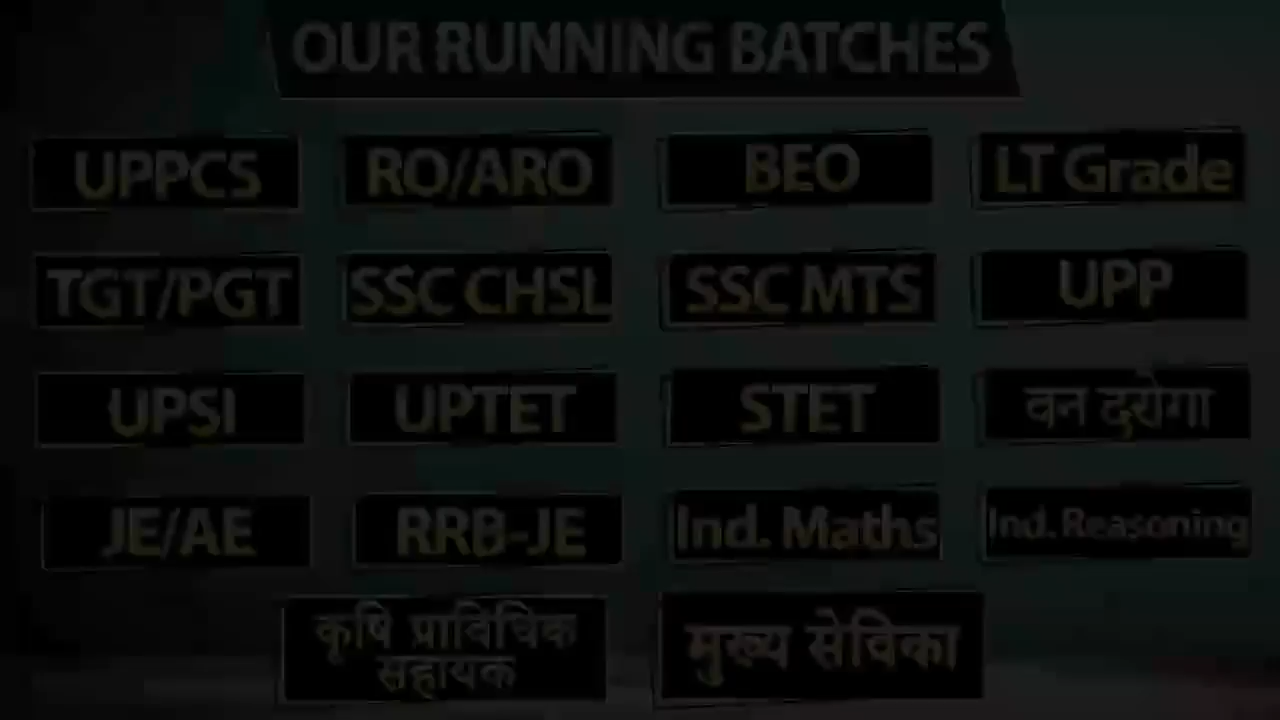 OUR RUNNING BATCHES
UPPCS
RO/ARO
BEO
LT Grade
TGT/PGT
SSC CHSL
SSC MTS
UPP
UPSI
UPTET
STET
वन दरोगा
JE/AE
RRB-JE
Ind. Maths
Ind. Reasoning
कृषि प्राविधिक
सहायक
मुख्य सेविका